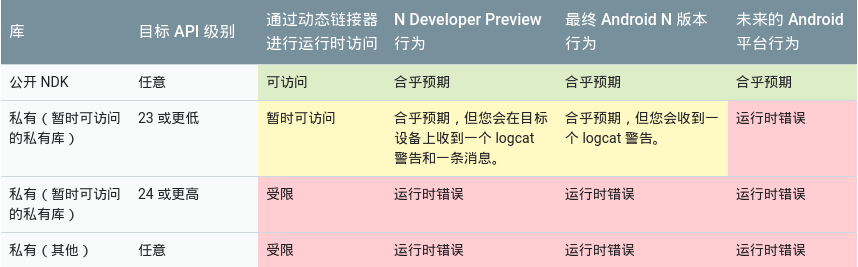 库
目标 API 级别
通过动态链接器
进行运行时访问
N Developer Preview
行为
最终 Android N 版本
行为
未来的 Android
平台行为
公开 NDK
任意
可访问
合乎预期
合乎预期
合乎预期
私有（暂时可访问
的私有库）
23 或更低
暂时可访问
合乎预期，但您会在目标
设备上收到一个 logcat
警告和一条消息。
合乎预期，但您会收到一
个 logcat 警告。
运行时错误
私有（暂时可访问
的私有库）
24 或更高
受限
运行时错误
运行时错误
运行时错误
私有（其他）
任意
受限
运行时错误
运行时错误
运行时错误